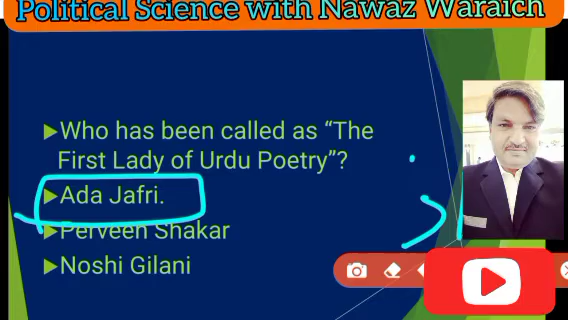 Political Science with Nawaz Waraich
Who has been called as “The
First Lady of Urdu Poetry”?
Ada Jafri.
Perveen Shakar
Noshi Gilani